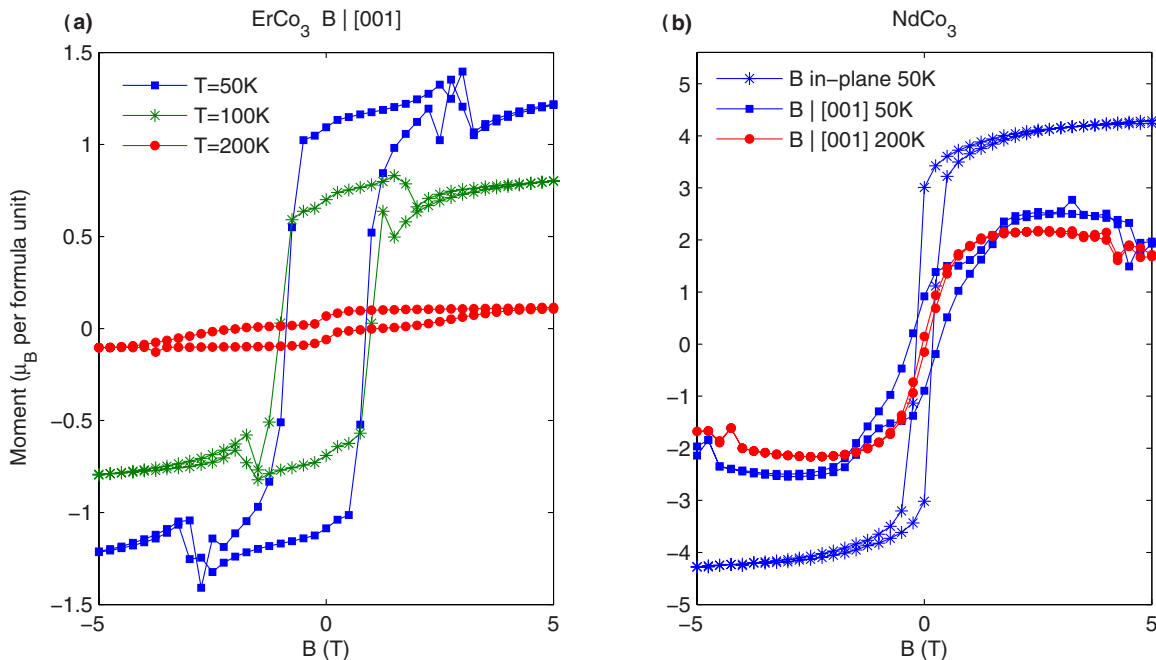 (a) ErCo₃ B | [001]
T=50K
T=100K
T=200K
1.5
1
0.5
0
−0.5
−1
−1.5
−5 0 5
B (T)
Moment (μ_B per formula unit)
(b) NdCo₃
B in−plane 50K
B | [001] 50K
B | [001] 200K
5
4
3
2
1
0
−1
−2
−3
−4
−5
−5 0 5
B (T)